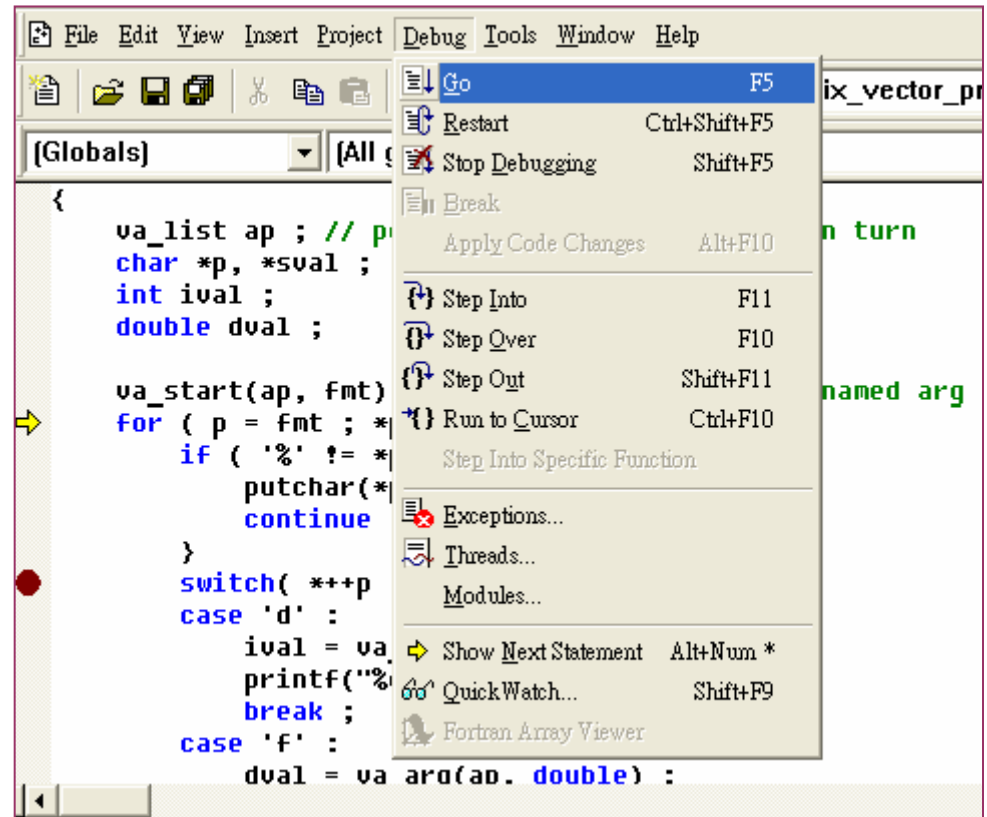 File Edit View Insert Project Debug Tools Window Help
ix_vector_pr
(Globals) (All g
Go F5
Restart Ctrl+Shift+F5
Stop Debugging Shift+F5
Break
Apply Code Changes Alt+F10
Step Into F11
Step Over F10
Step Out Shift+F11
Run to Cursor Ctrl+F10
Step Into Specific Function
Exceptions...
Threads...
Modules...
Show Next Statement Alt+Num *
QuickWatch... Shift+F9
Fortran Array Viewer
{
va_list ap ; // p n turn
char *p, *sval ;
int ival ;
double dval ;
va_start(ap, fmt) named arg
for ( p = fmt ; *p
if ( '%' != *p
putchar(*p
continue
}
switch( *++p
case 'd' :
ival = va_
printf("%
break ;
case 'f' :
dval = va_arg(ap, double) ;